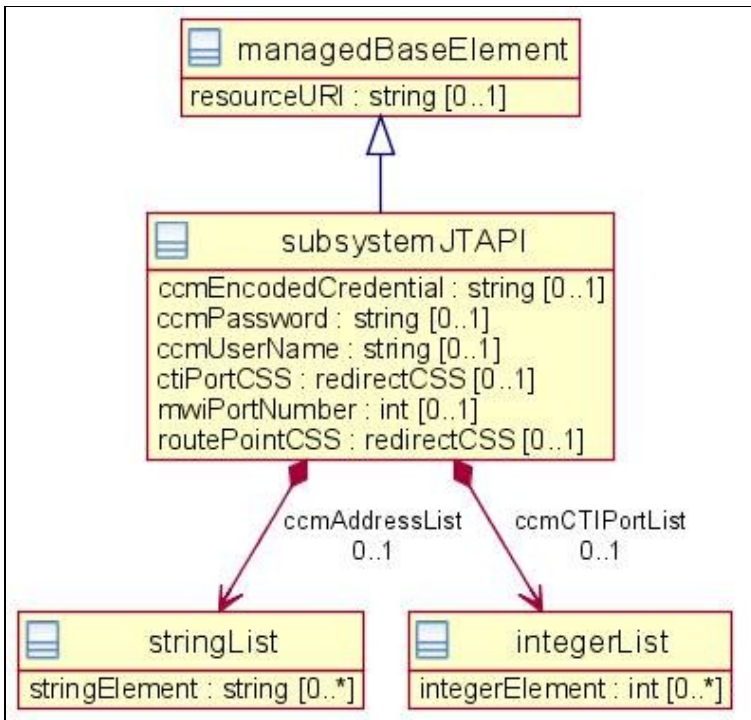 managedBaseElement
resourceURI : string [0..1]
subsystemJTAPI
ccmEncodedCredential : string [0..1]
ccmPassword : string [0..1]
ccmUserName : string [0..1]
ctiPortCSS : redirectCSS [0..1]
mwiPortNumber : int [0..1]
routePointCSS : redirectCSS [0..1]
ccmAddressList
0..1
ccmCTIPortList
0..1
stringList
stringElement : string [0..*]
integerList
integerElement : int [0..*]